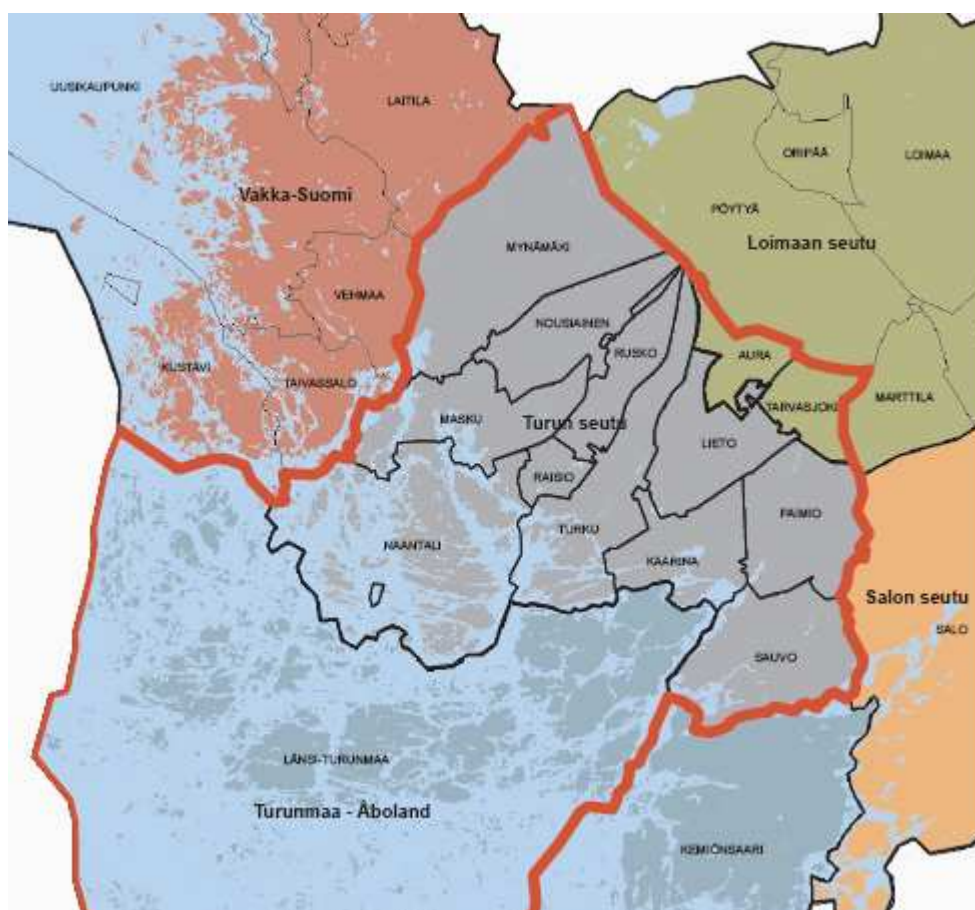 UUSIKAUPUNKI
LAITILA
ORIPÄÄ
LOIMAA
Vakka-Suomi
PÖYTYÄ
Loimaan seutu
MYNÄMÄKI
VEHMAA
NOUSIAINEN
RUSKO
AURA
KUSTAVI
TAIVASSALO
MARTTILA
TARVASJOKI
MASKU
Turun seutu
LIETO
RAISIO
PAIMIO
TURKU
NAANTALI
KAARINA
Salon seutu
SALO
SAUVO
LÄNSI-TURUNMAA
Turunmaa - Åboland
KEMIÖNSAARI